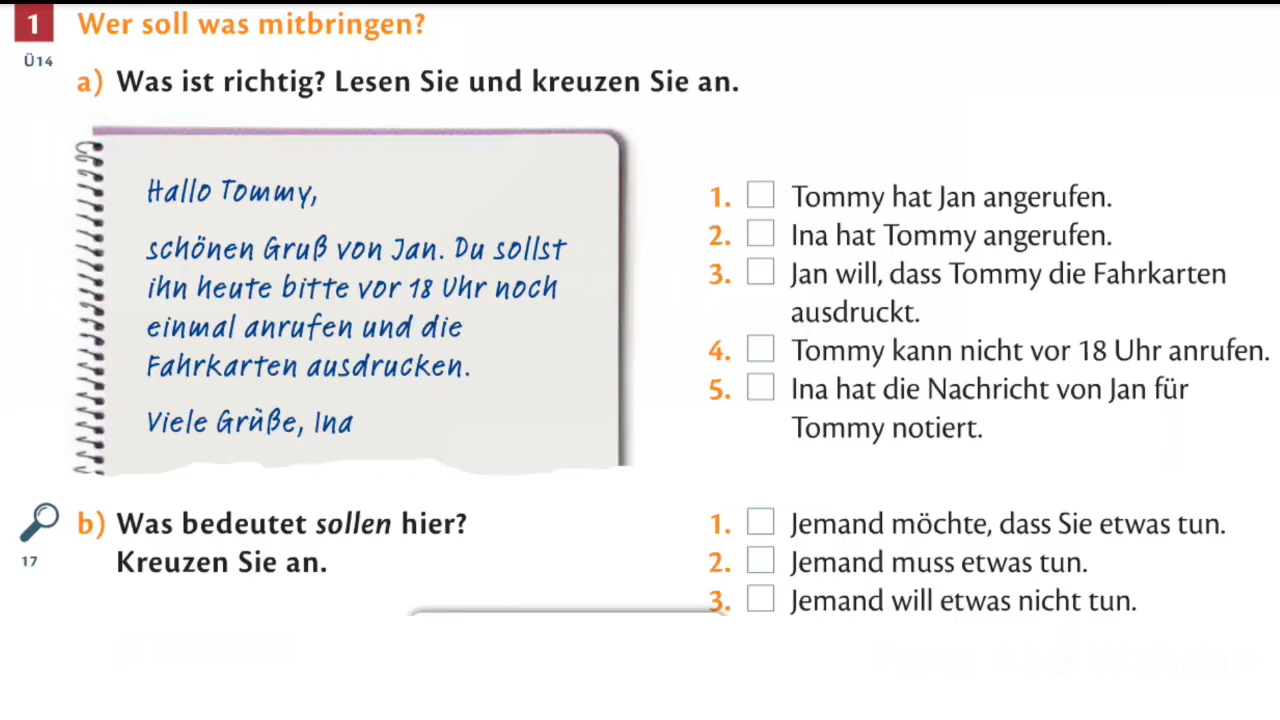 1 Wer soll was mitbringen?
Ü14
a) Was ist richtig? Lesen Sie und kreuzen Sie an.
Hallo Tommy,
schönen Gruß von Jan. Du sollst
ihn heute bitte vor 18 Uhr noch
einmal anrufen und die
Fahrkarten ausdrucken.
Viele Grüße, Ina
1. Tommy hat Jan angerufen.
2. Ina hat Tommy angerufen.
3. Jan will, dass Tommy die Fahrkarten
ausdruckt.
4. Tommy kann nicht vor 18 Uhr anrufen.
5. Ina hat die Nachricht von Jan für
Tommy notiert.
b) Was bedeutet sollen hier?
17
Kreuzen Sie an.
1. Jemand möchte, dass Sie etwas tun.
2. Jemand muss etwas tun.
3. Jemand will etwas nicht tun.
Feras Abu Wahdan